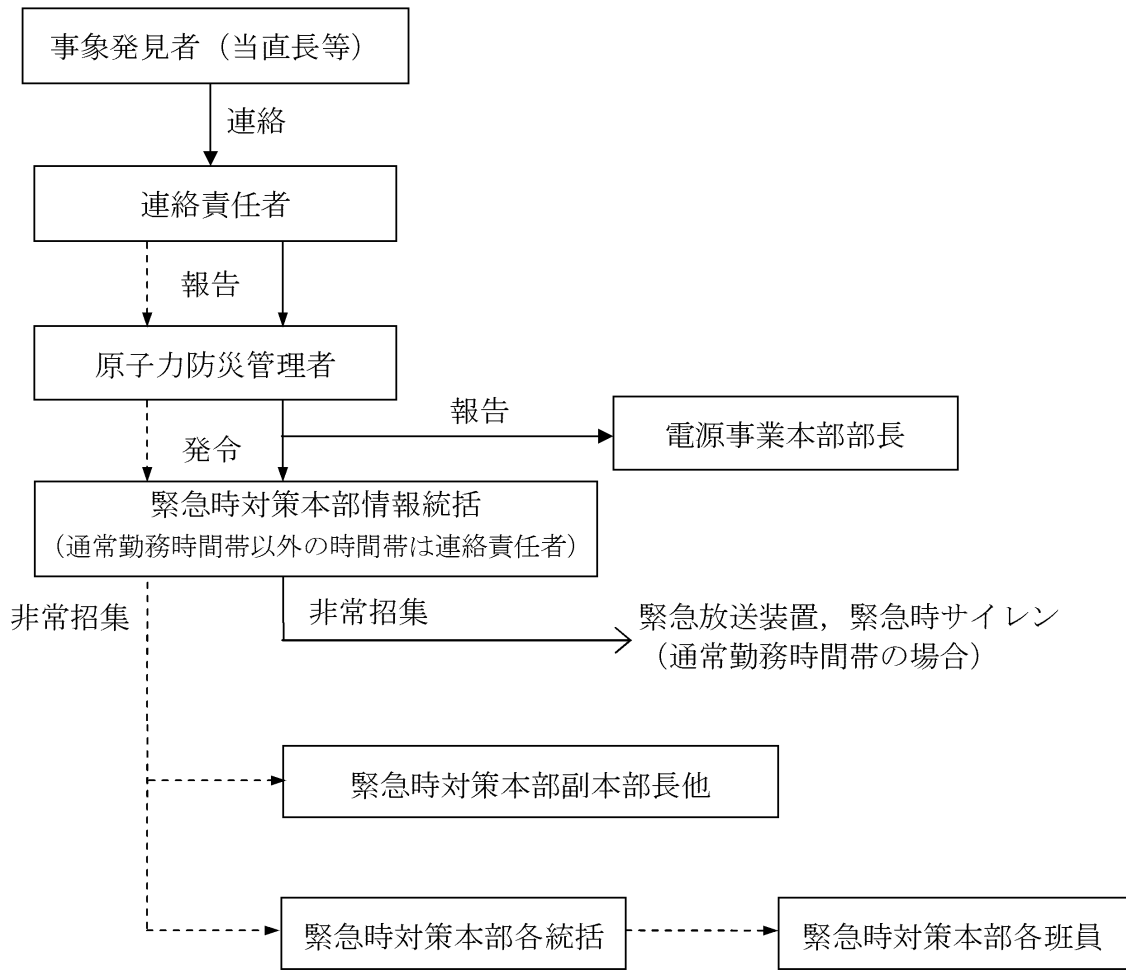 事象発見者（当直長等）
連絡
連絡責任者
報告
原子力防災管理者
報告
電源事業本部部長
発令
緊急時対策本部情報統括
（通常勤務時間帯以外の時間帯は連絡責任者）
非常招集
非常招集
緊急放送装置，緊急時サイレン
（通常勤務時間帯の場合）
緊急時対策本部副本部長他
緊急時対策本部各統括
緊急時対策本部各班員